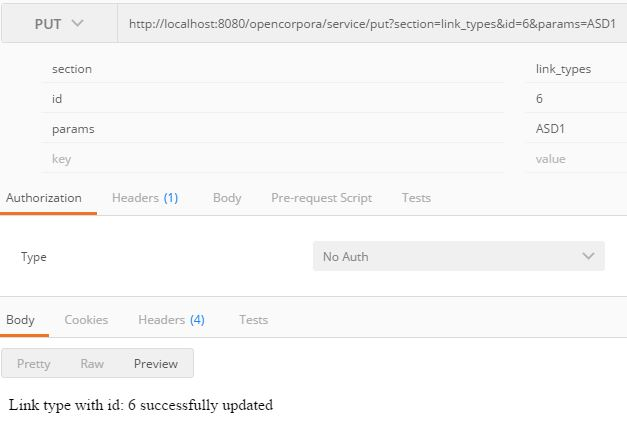 PUT http://localhost:8080/opencorpora/service/put?section=link_types&id=6&params=ASD1
section link_types
id 6
params ASD1
key value
Authorization Headers (1) Body Pre-request Script Tests
Type No Auth
Body Cookies Headers (4) Tests
Pretty Raw Preview
Link type with id: 6 successfully updated